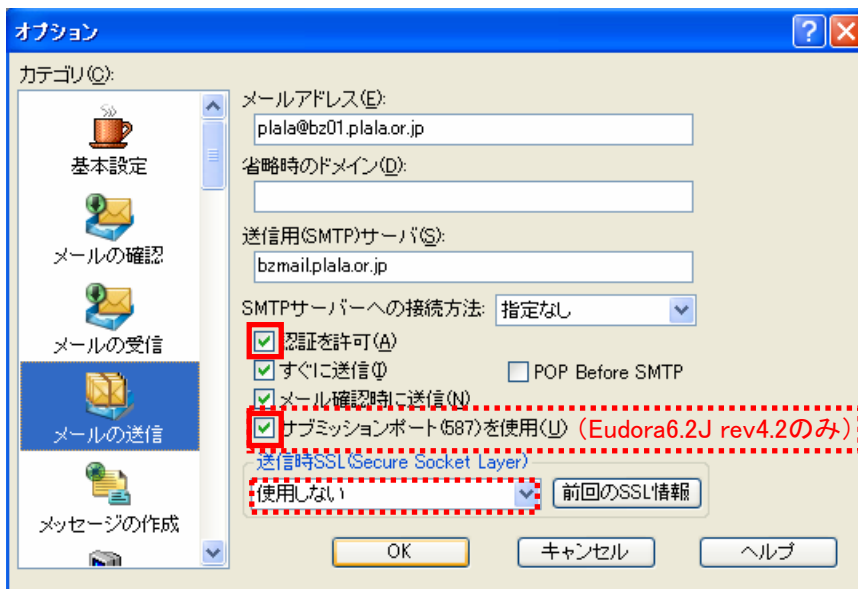 オプション
カテゴリ(C):
基本設定
メールの確認
メールの受信
メールの送信
メッセージの作成
メールアドレス(E):
plala@bz01.plala.or.jp
省略時のドメイン(D):
送信用(SMTP)サーバ(S):
bzmail.plala.or.jp
SMTPサーバーへの接続方法: 指定なし
認証を許可(A)
すぐに送信(I) POP Before SMTP
メール確認時に送信(N)
サブミッションポート(587)を使用(U) (Eudora6.2J rev4.2のみ)
送信時SSL(Secure Socket Layer)
使用しない 前回のSSL情報
OK キャンセル ヘルプ